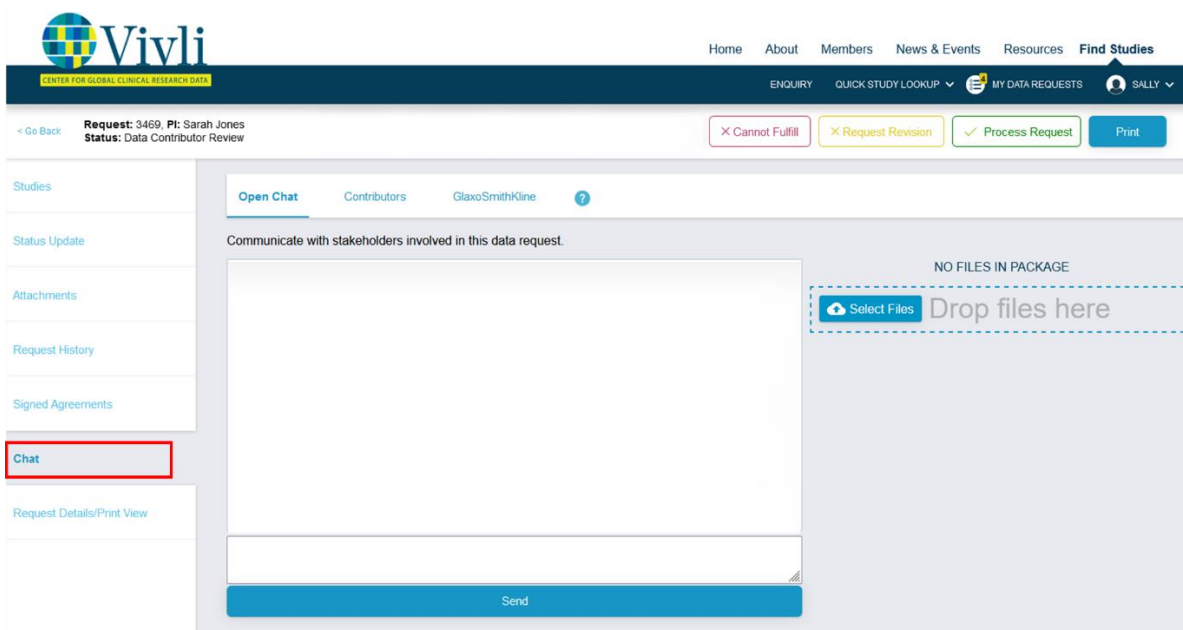 Vivli
CENTER FOR GLOBAL CLINICAL RESEARCH DATA
Home About Members News & Events Resources Find Studies
ENQUIRY QUICK STUDY LOOKUP 4 MY DATA REQUESTS SALLY
< Go Back
Request: 3469, PI: Sarah Jones
Status: Data Contributor Review
Cannot Fulfill Request Revision Process Request Print
Studies
Status Update
Attachments
Request History
Signed Agreements
Chat
Request Details/Print View
Open Chat Contributors GlaxoSmithKline ?
Communicate with stakeholders involved in this data request.
NO FILES IN PACKAGE
Select Files Drop files here
Send